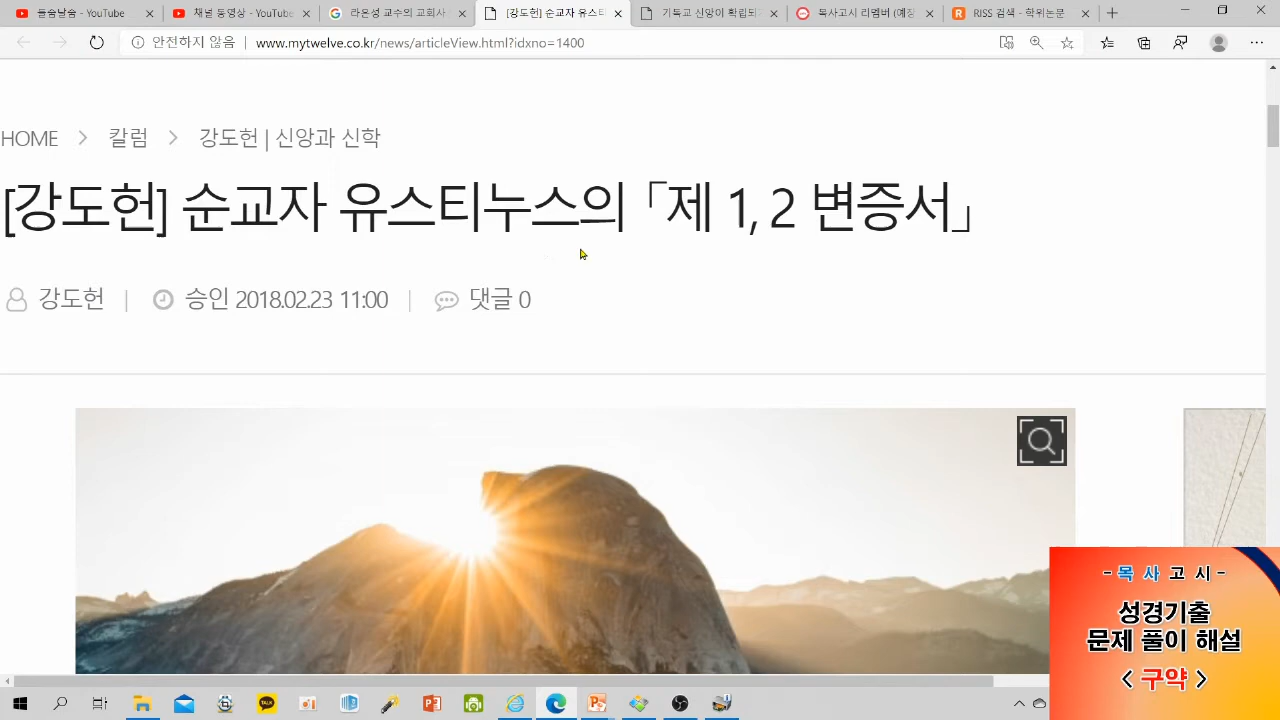 들숨날숨 - YouTube
채널 동영상 - YouTube
라은성 교수의 교회사
[강도헌] 순교자 유스티
기독교 신앙이 확립되기
목사고시 리멤버 (예장
RISS 검색 - 학위논문
안전하지 않음
www.mytwelve.co.kr/news/articleView.html?idxno=1400
HOME > 칼럼 > 강도헌 | 신앙과 신학
[강도헌] 순교자 유스티누스의 「제 1, 2 변증서」
강도헌 | 승인 2018.02.23 11:00 | 댓글 0
- 목 사 고 시 -
성경기출
문제 풀이 해설
< 구약 >
TALK